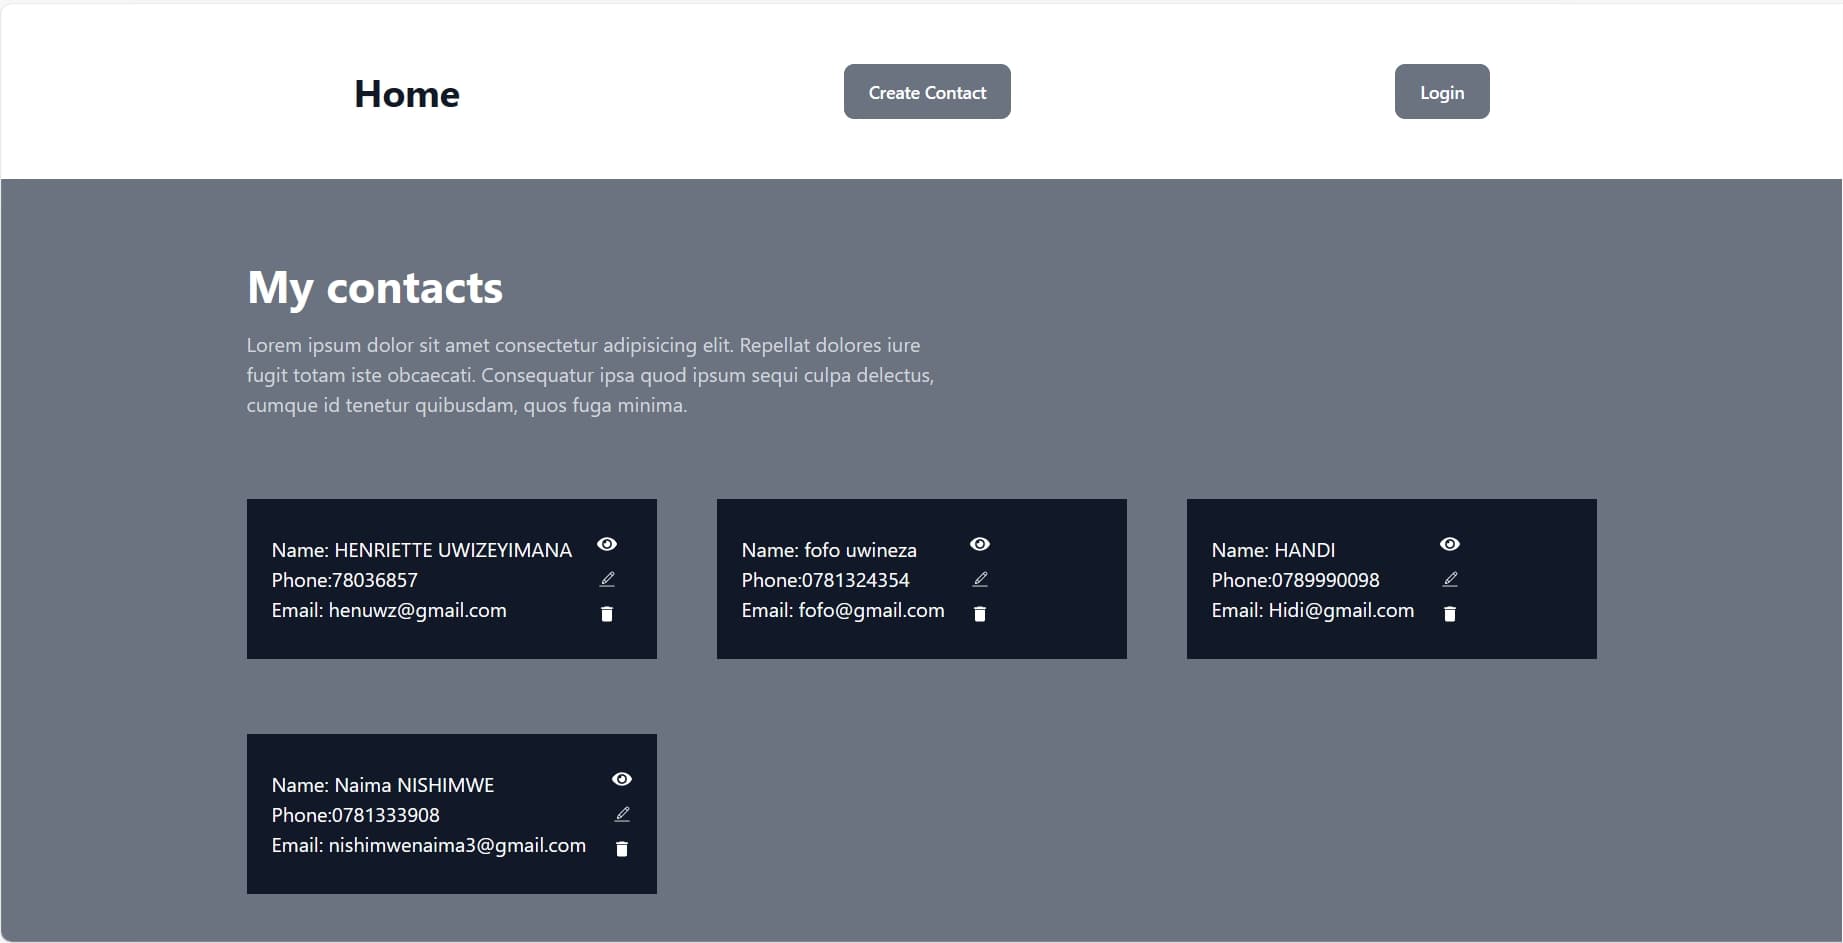 Home
Create Contact
Login
My contacts
Lorem ipsum dolor sit amet consectetur adipisicing elit. Repellat dolores iure
fugit totam iste obcaecati. Consequatur ipsa quod ipsum sequi culpa delectus,
cumque id tenetur quibusdam, quos fuga minima.
Name: HENRIETTE UWIZEYIMANA
Phone:78036857
Email: henuwz@gmail.com
Name: fofo uwineza
Phone:0781324354
Email: fofo@gmail.com
Name: HANDI
Phone:0789990098
Email: Hidi@gmail.com
Name: Naima NISHIMWE
Phone:0781333908
Email: nishimwenaima3@gmail.com